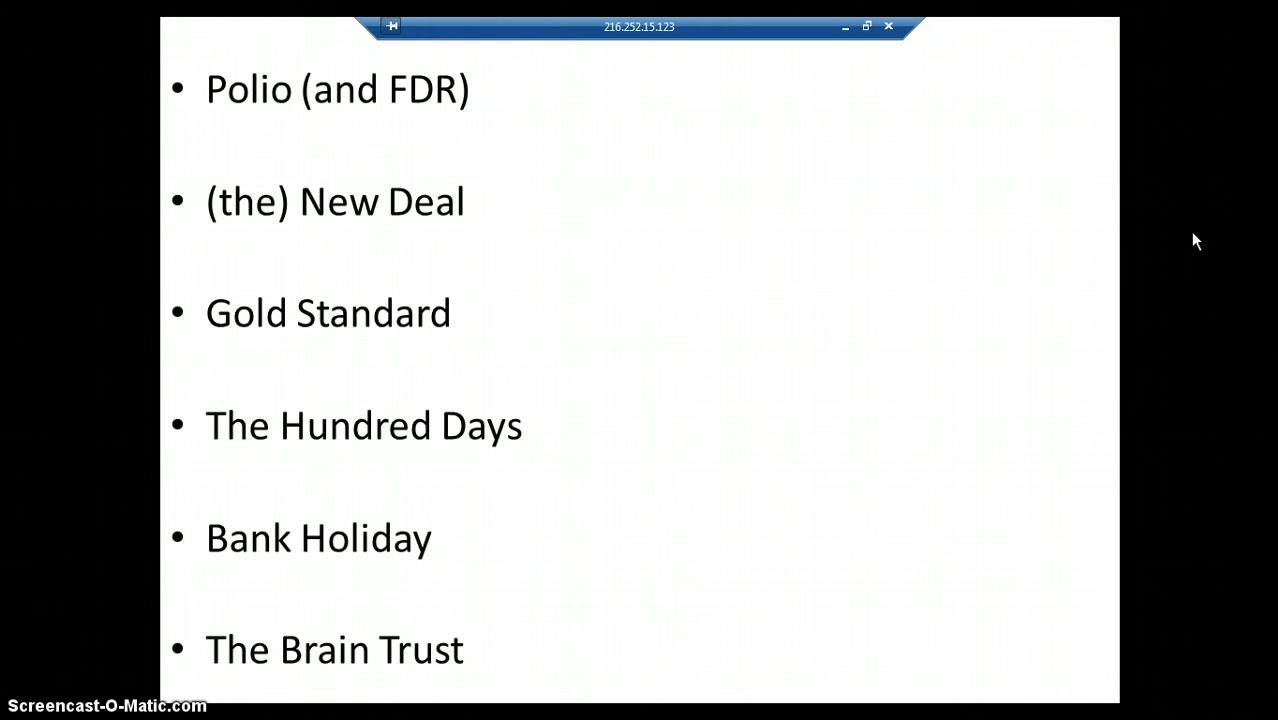 216.252.15.123
• Polio (and FDR)
• (the) New Deal
• Gold Standard
• The Hundred Days
• Bank Holiday
• The Brain Trust
Screencast-O-Matic.com